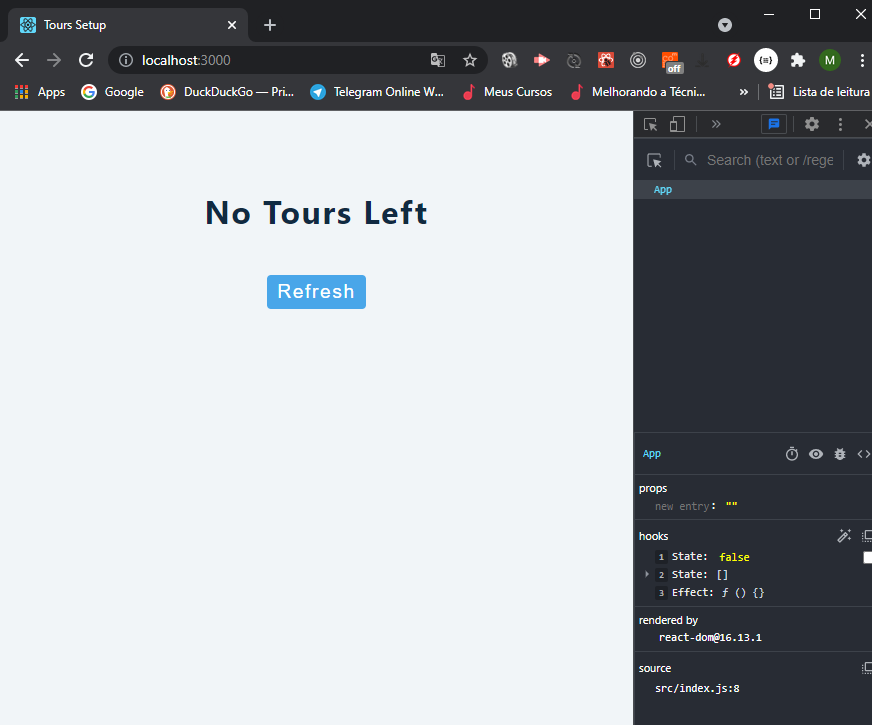 Tours Setup
localhost:3000
off
M
Apps
Google
DuckDuckGo — Pri...
Telegram Online W...
Meus Cursos
Melhorando a Técni...
»
Lista de leitura
»
Search (text or /rege
App
No Tours Left
Refresh
App
props
new entry: ""
hooks
1 State: false
2 State: []
3 Effect: ƒ () {}
rendered by
react-dom@16.13.1
source
src/index.js:8